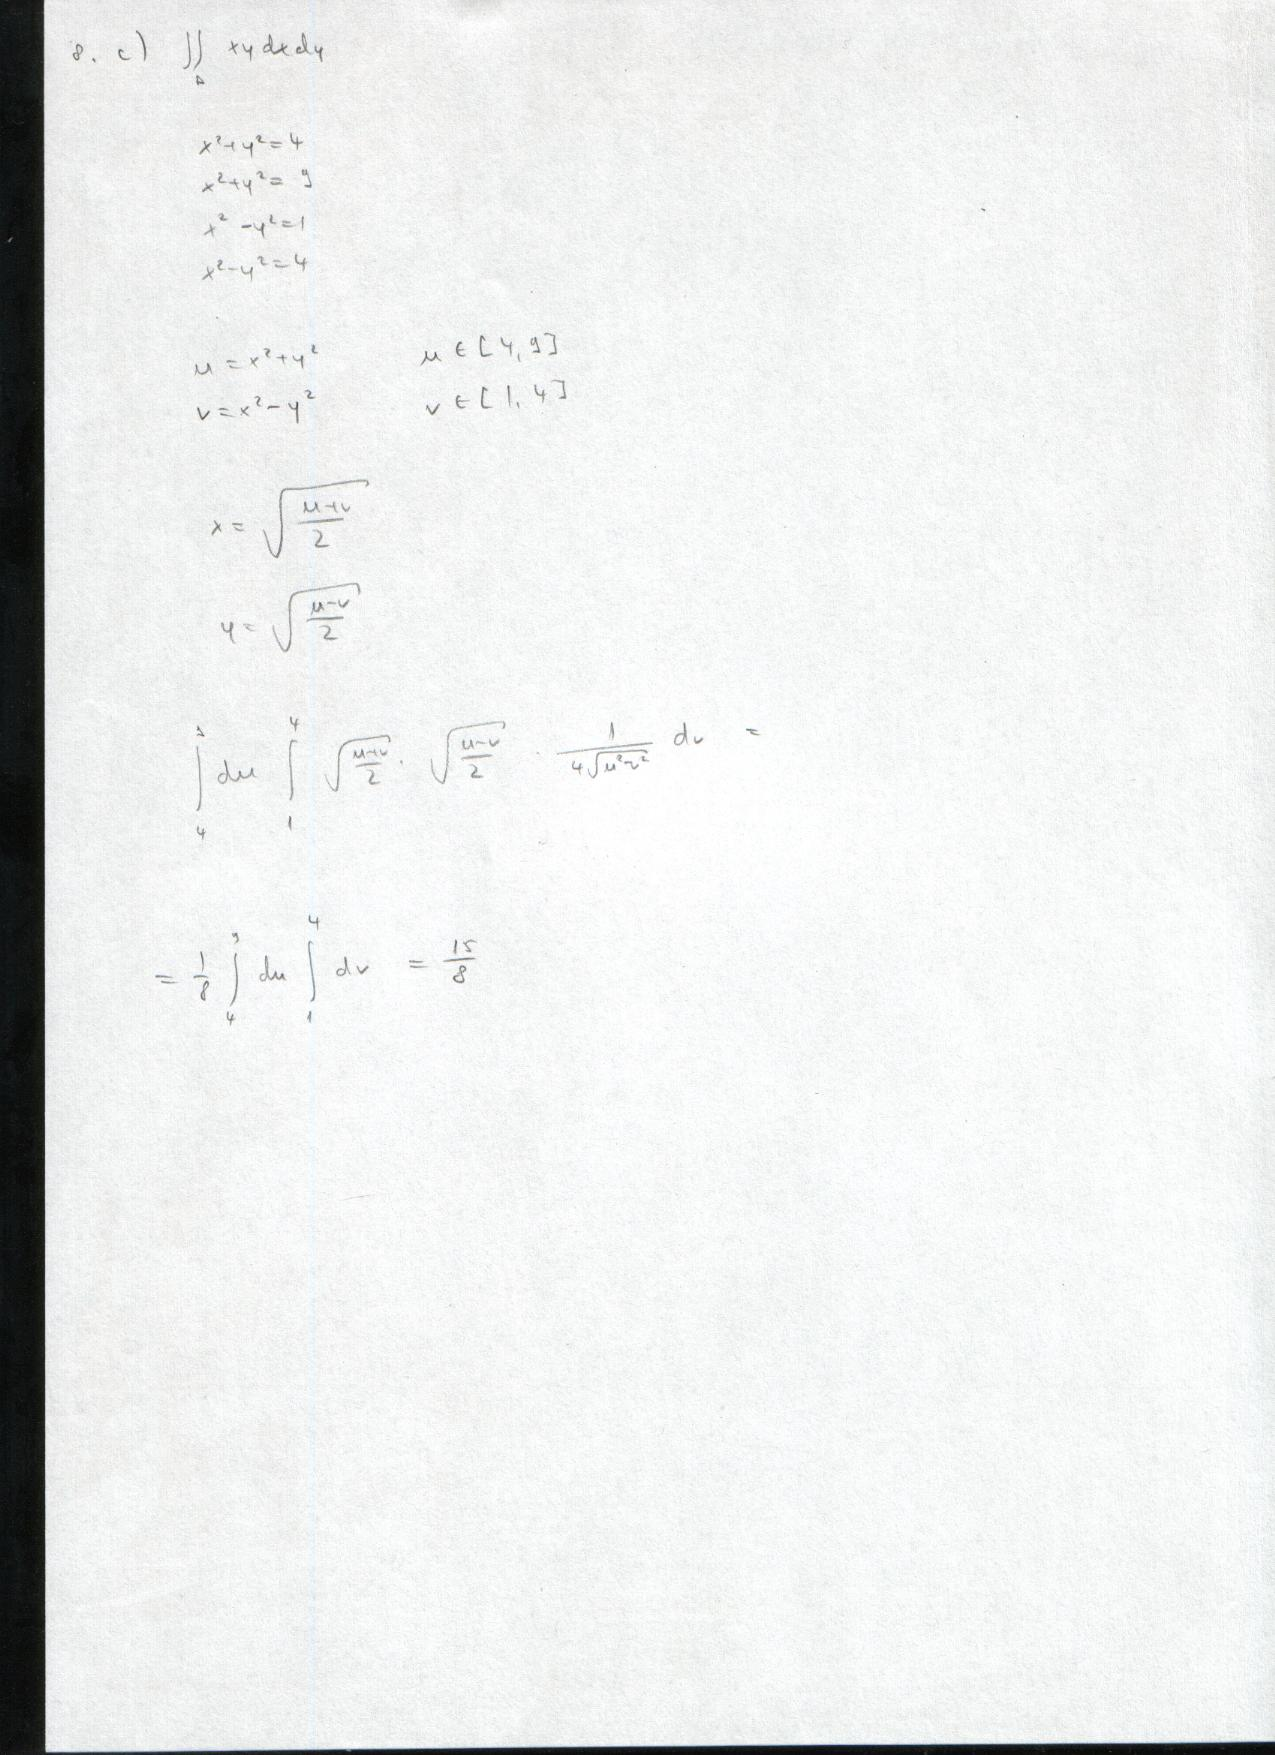 8. c) ∬_D xy dx dy
x²+y²=4
x²+y²=9
x²-y²=1
x²-y²=4
u=x²+y² u∈[4,9]
v=x²-y² v∈[1,4]
x=√((u+v)/2)
y=√((u-v)/2)
∫_4^9 du ∫_1^4 √((u+v)/2) · √((u-v)/2) · 1/(4√(u²-v²)) dv =
= 1/8 ∫_4^9 du ∫_1^4 dv = 15/8